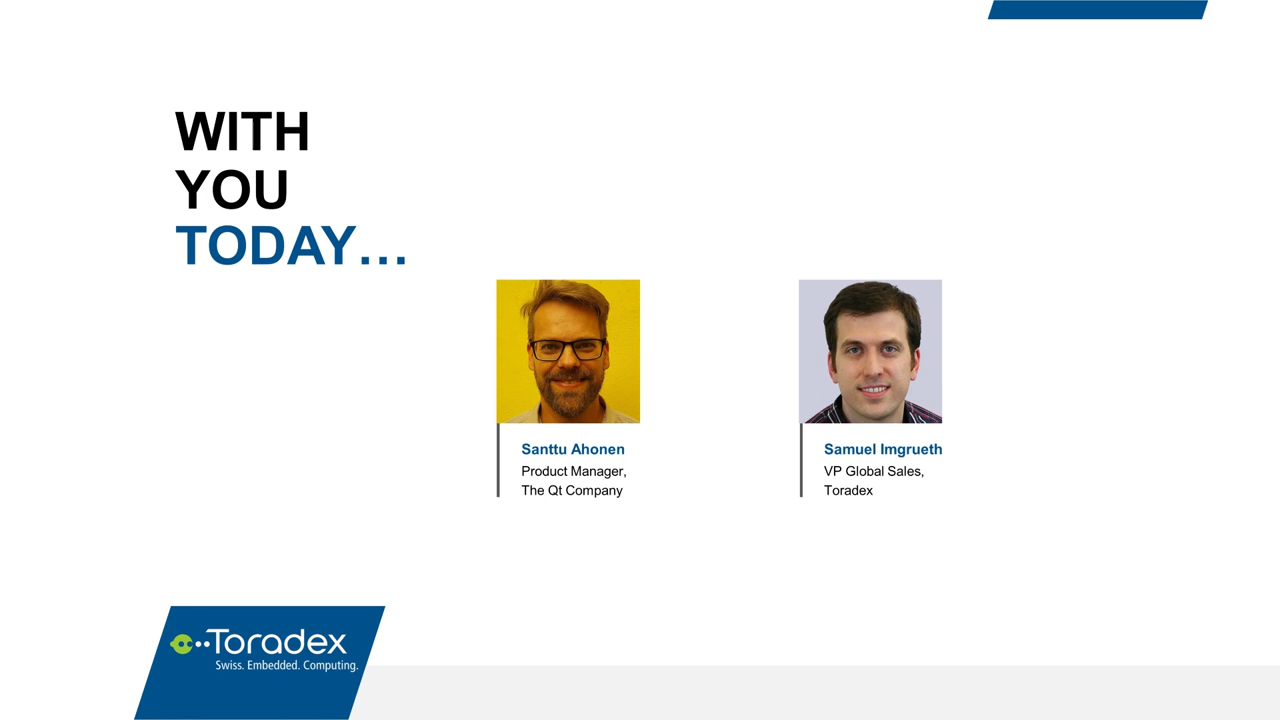 WITH
YOU
TODAY…
Santtu Ahonen
Product Manager,
The Qt Company
Samuel Imgrueth
VP Global Sales,
Toradex
Toradex
Swiss. Embedded. Computing.